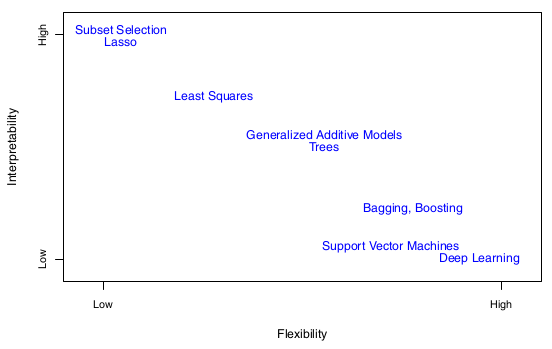 High
Subset Selection
Lasso
Least Squares
Interpretability
Generalized Additive Models
Trees
Bagging, Boosting
Support Vector Machines
Low
Deep Learning
Low
High
Flexibility